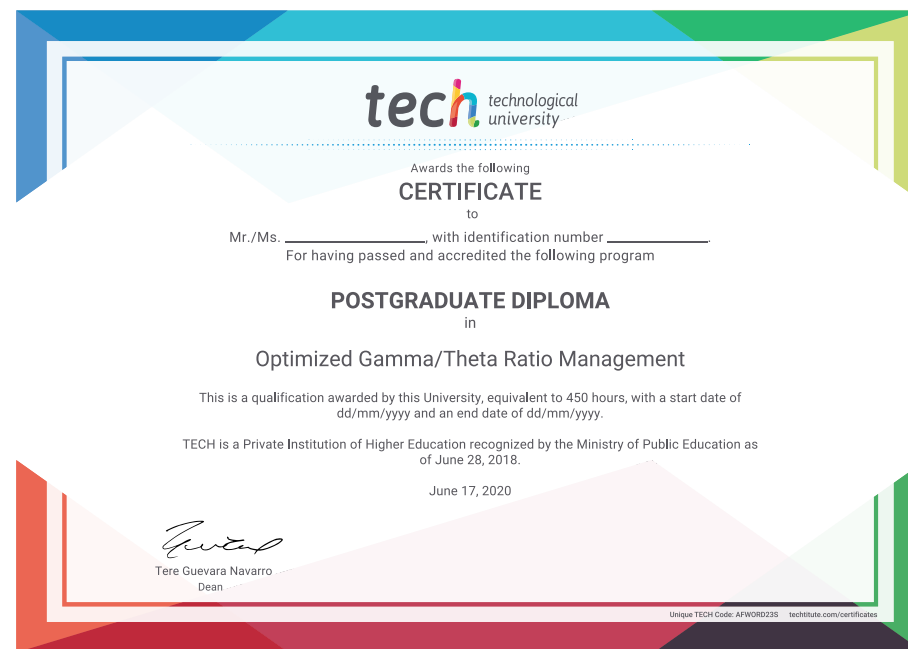 tech technological
university
Awards the following
CERTIFICATE
to
Mr./Ms. ____________________, with identification number ______________.
For having passed and accredited the following program
POSTGRADUATE DIPLOMA
in
Optimized Gamma/Theta Ratio Management
This is a qualification awarded by this University, equivalent to 450 hours, with a start date of
dd/mm/yyyy and an end date of dd/mm/yyyy.
TECH is a Private Institution of Higher Education recognized by the Ministry of Public Education as
of June 28, 2018.
June 17, 2020
Tere Guevara Navarro
Dean
Unique TECH Code: AFWORD23S techtitute.com/certificates